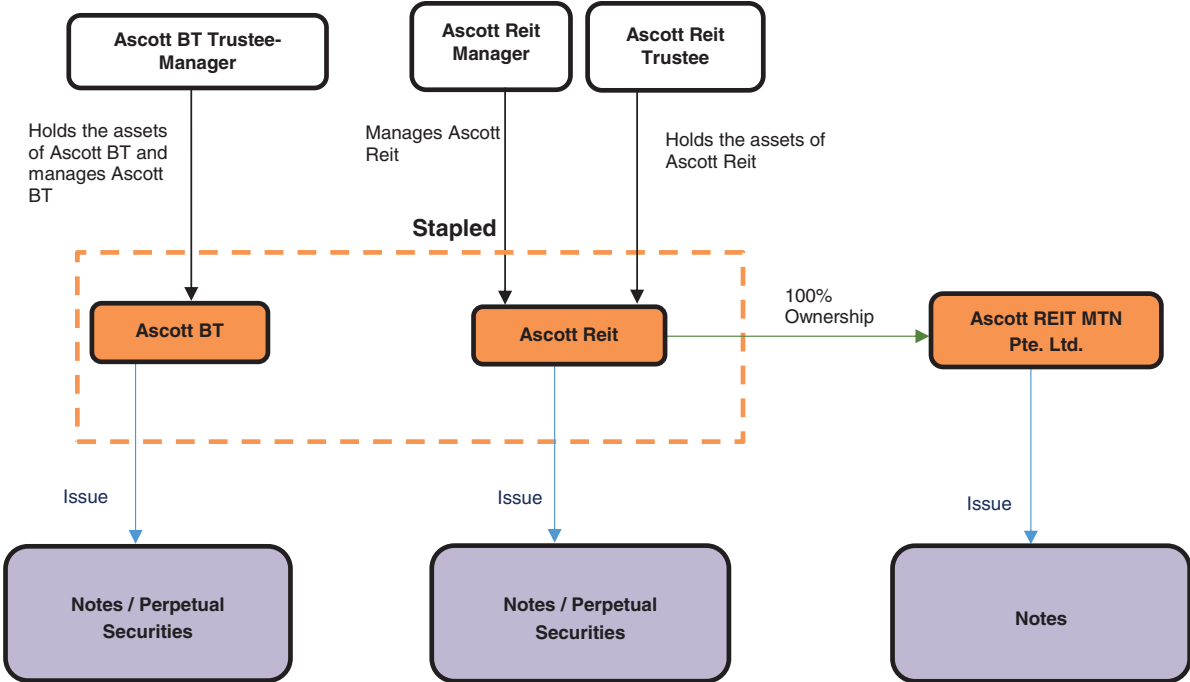 Ascott BT Trustee-
Manager
Ascott Reit
Manager
Ascott Reit
Trustee
Holds the assets
of Ascott BT and
manages Ascott
BT
Manages Ascott
Reit
Holds the assets of
Ascott Reit
Stapled
Ascott BT
Ascott Reit
100%
Ownership
Ascott REIT MTN
Pte. Ltd.
Issue
Issue
Issue
Notes / Perpetual
Securities
Notes / Perpetual
Securities
Notes